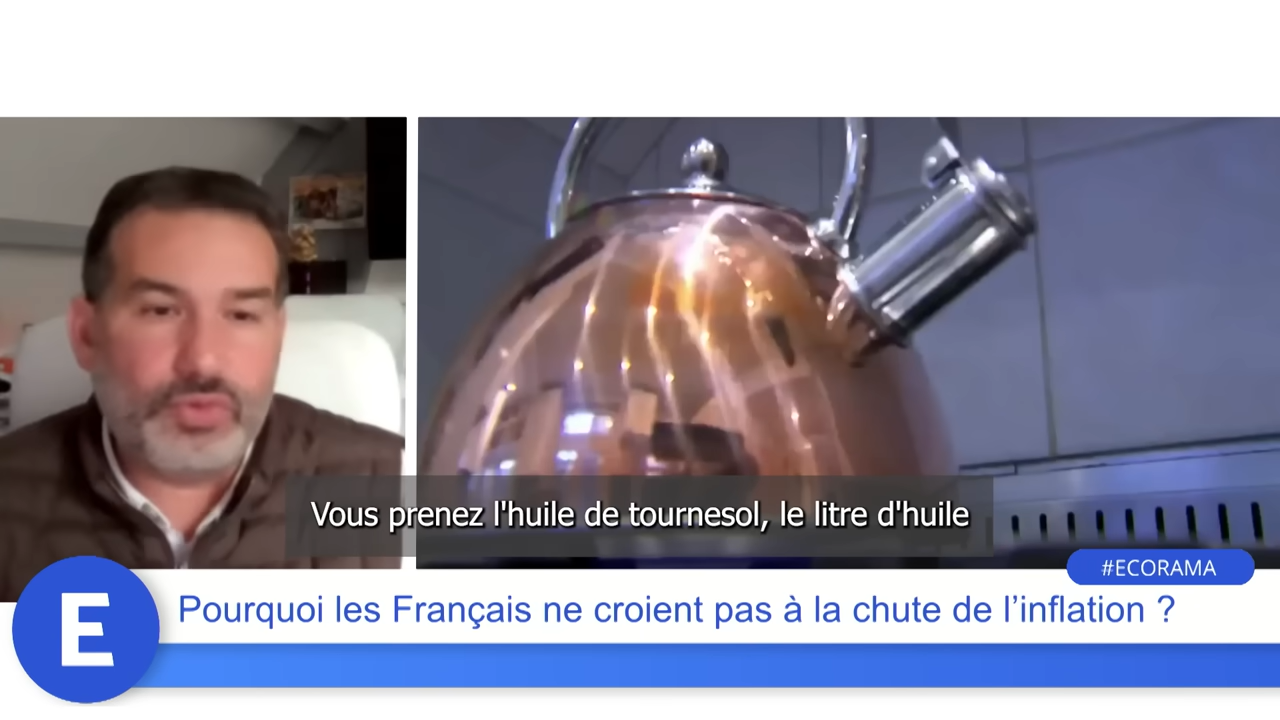 Vous prenez l'huile de tournesol, le litre d'huile
#ECORAMA
E
Pourquoi les Français ne croient pas à la chute de l’inflation ?